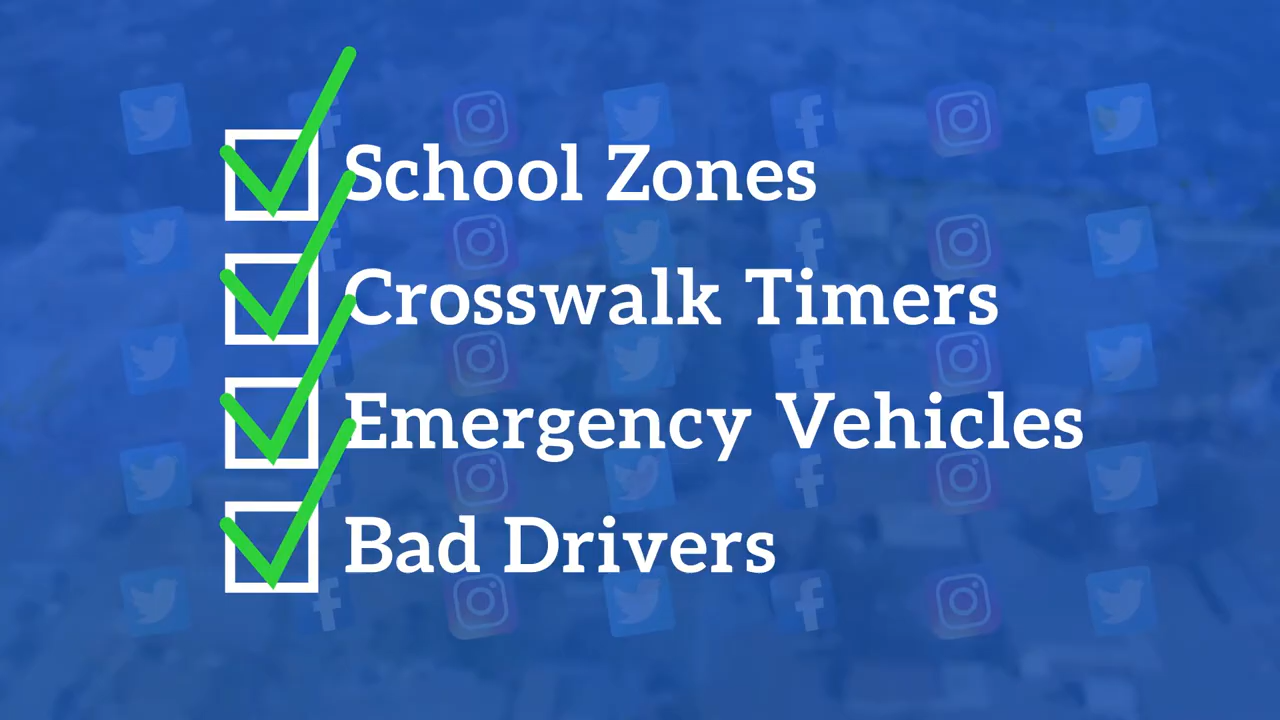 School Zones
Crosswalk Timers
Emergency Vehicles
Bad Drivers